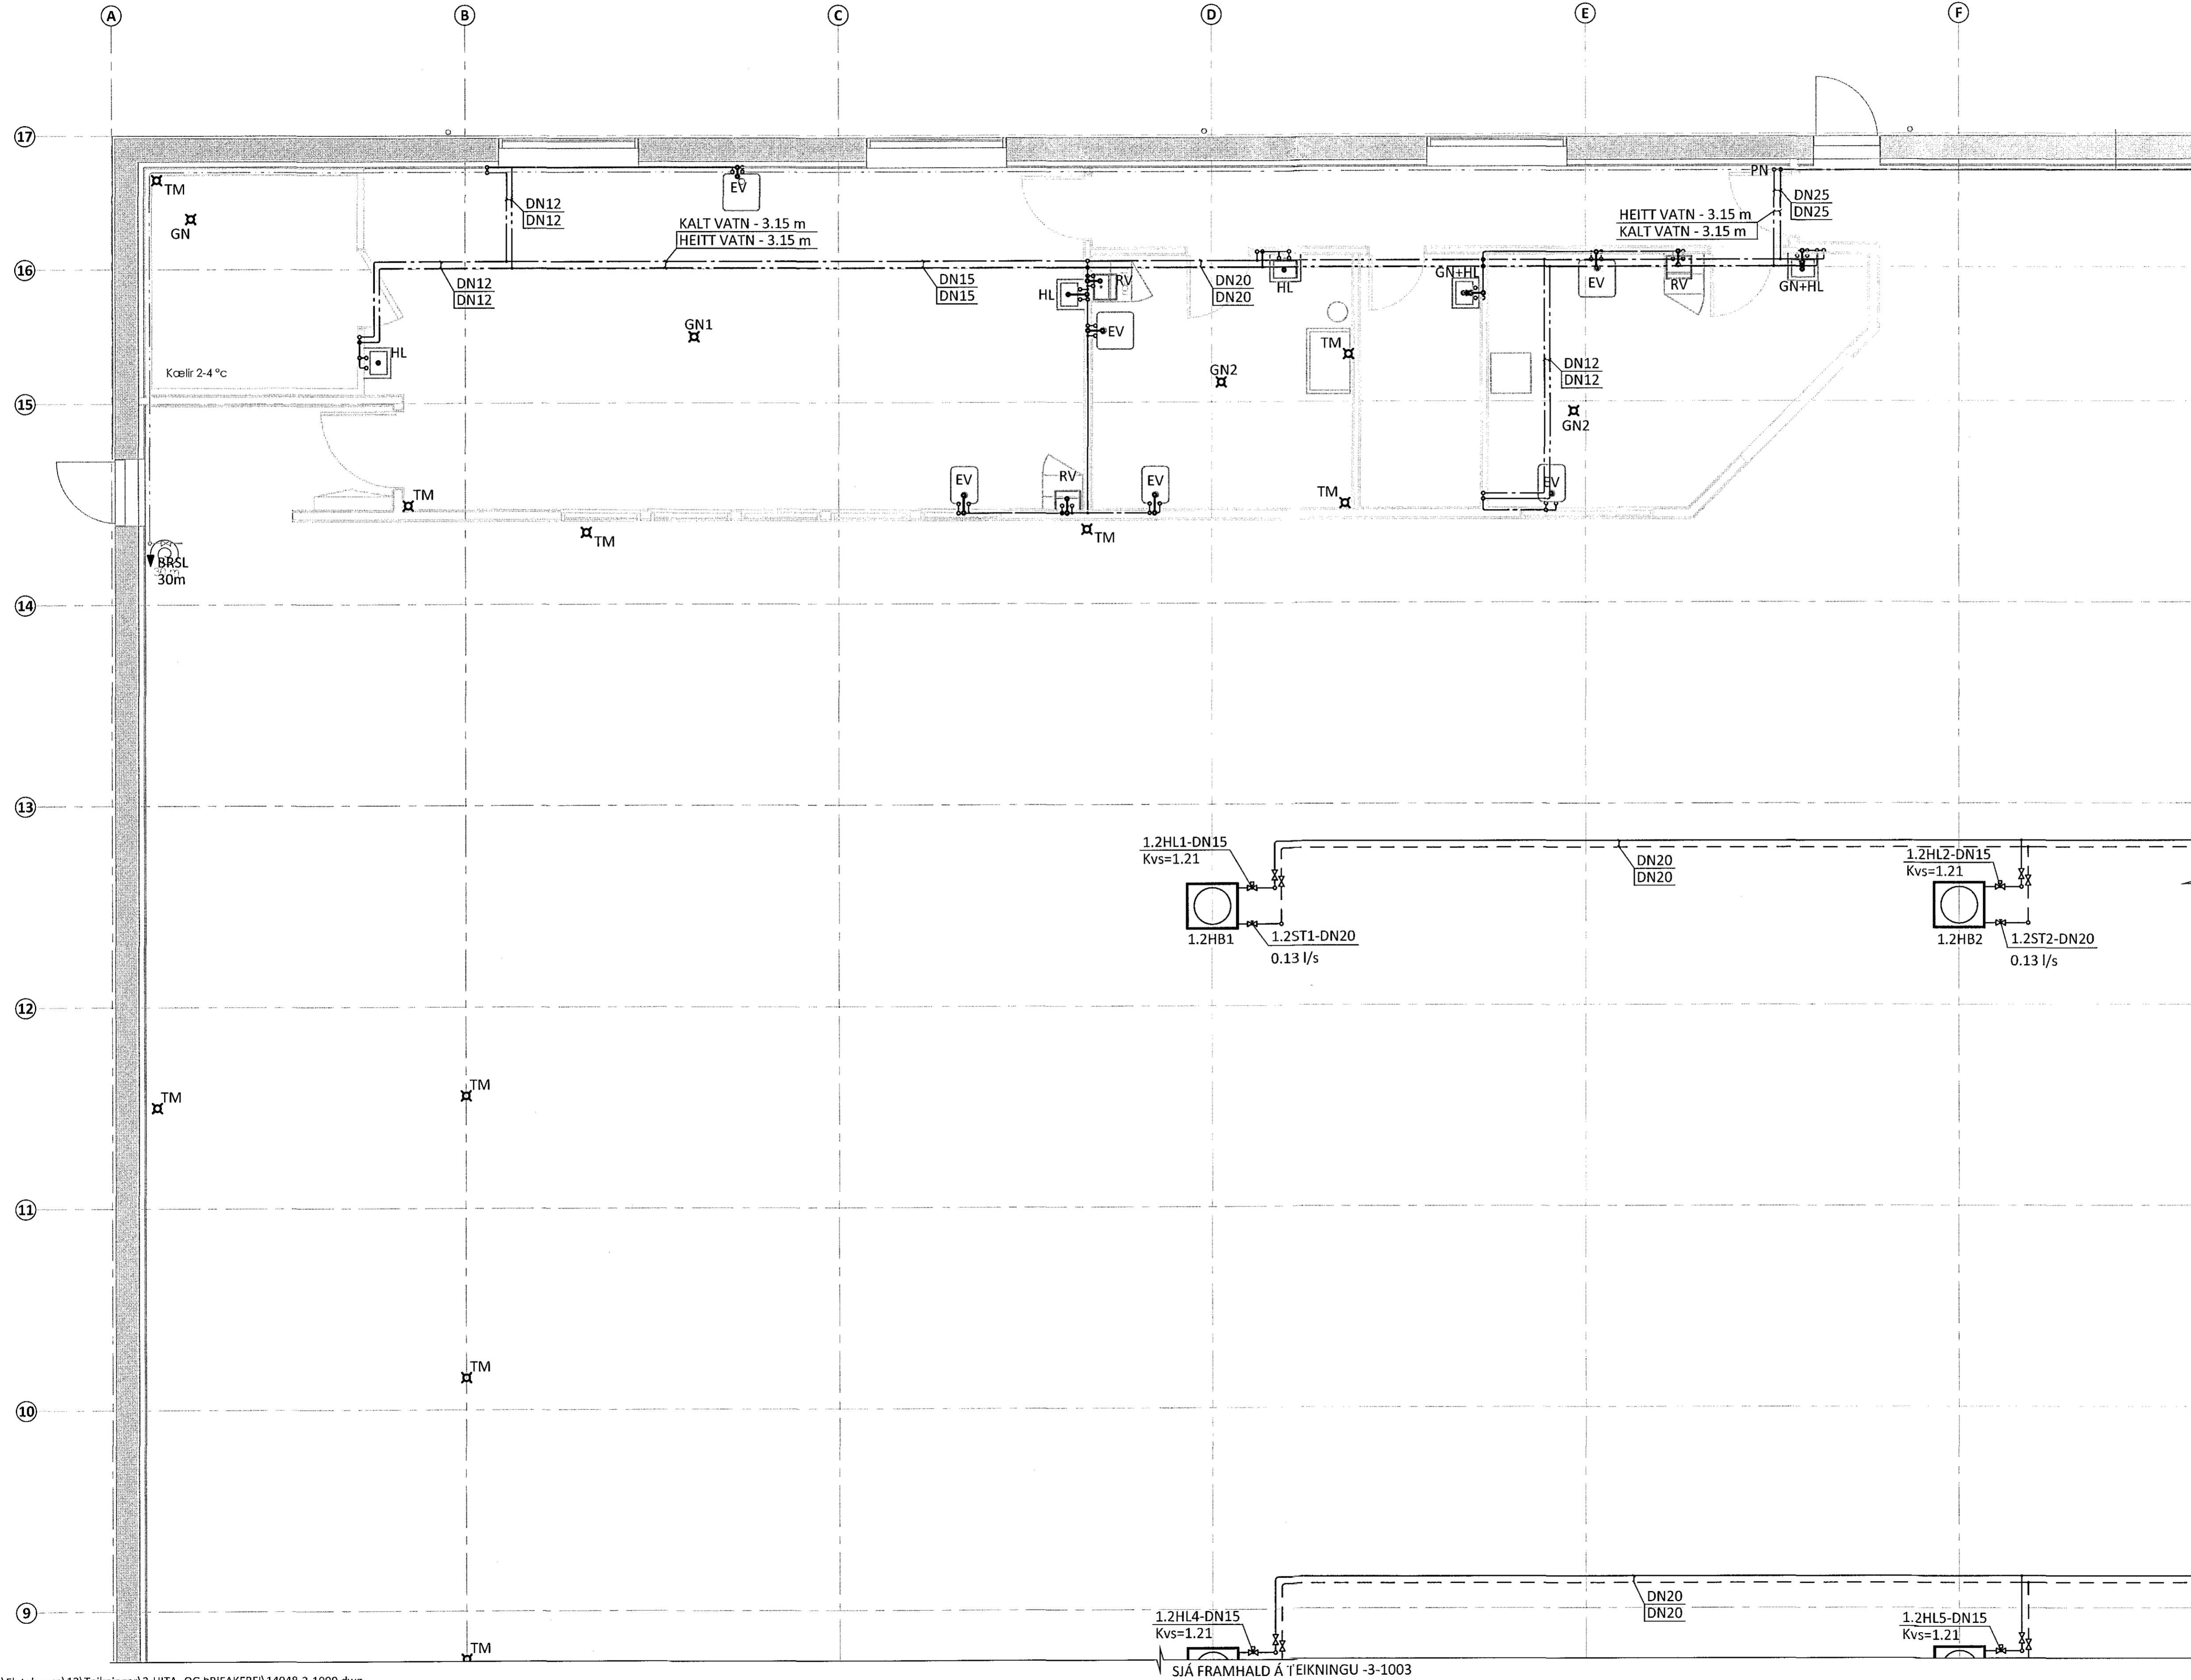 A
B
C
D
E
F
17
TM
GN
EV
DN12
DN12
KALT VATN - 3.15 m
HEITT VATN - 3.15 m
PN
DN25
DN25
HEITT VATN - 3.15 m
KALT VATN - 3.15 m
16
DN12
DN12
DN15
DN15
HL
RV
DN20
DN20
HL
GN+HL
EV
RV
GN+HL
GN1
EV
TM
HL
Kælir 2-4 °c
GN2
DN12
DN12
15
GN2
TM
EV
RV
EV
TM
EV
TM
TM
BRSL
30m
14
13
1.2HL1-DN15
Kvs=1.21
DN20
DN20
1.2HL2-DN15
Kvs=1.21
1.2HB1
1.2ST1-DN20
0.13 l/s
1.2HB2
1.2ST2-DN20
0.13 l/s
12
TM
TM
11
TM
10
9
DN20
DN20
1.2HL4-DN15
Kvs=1.21
1.2HL5-DN15
Kvs=1.21
TM
SJÁ FRAMHALD Á TEIKNINGU -3-1003